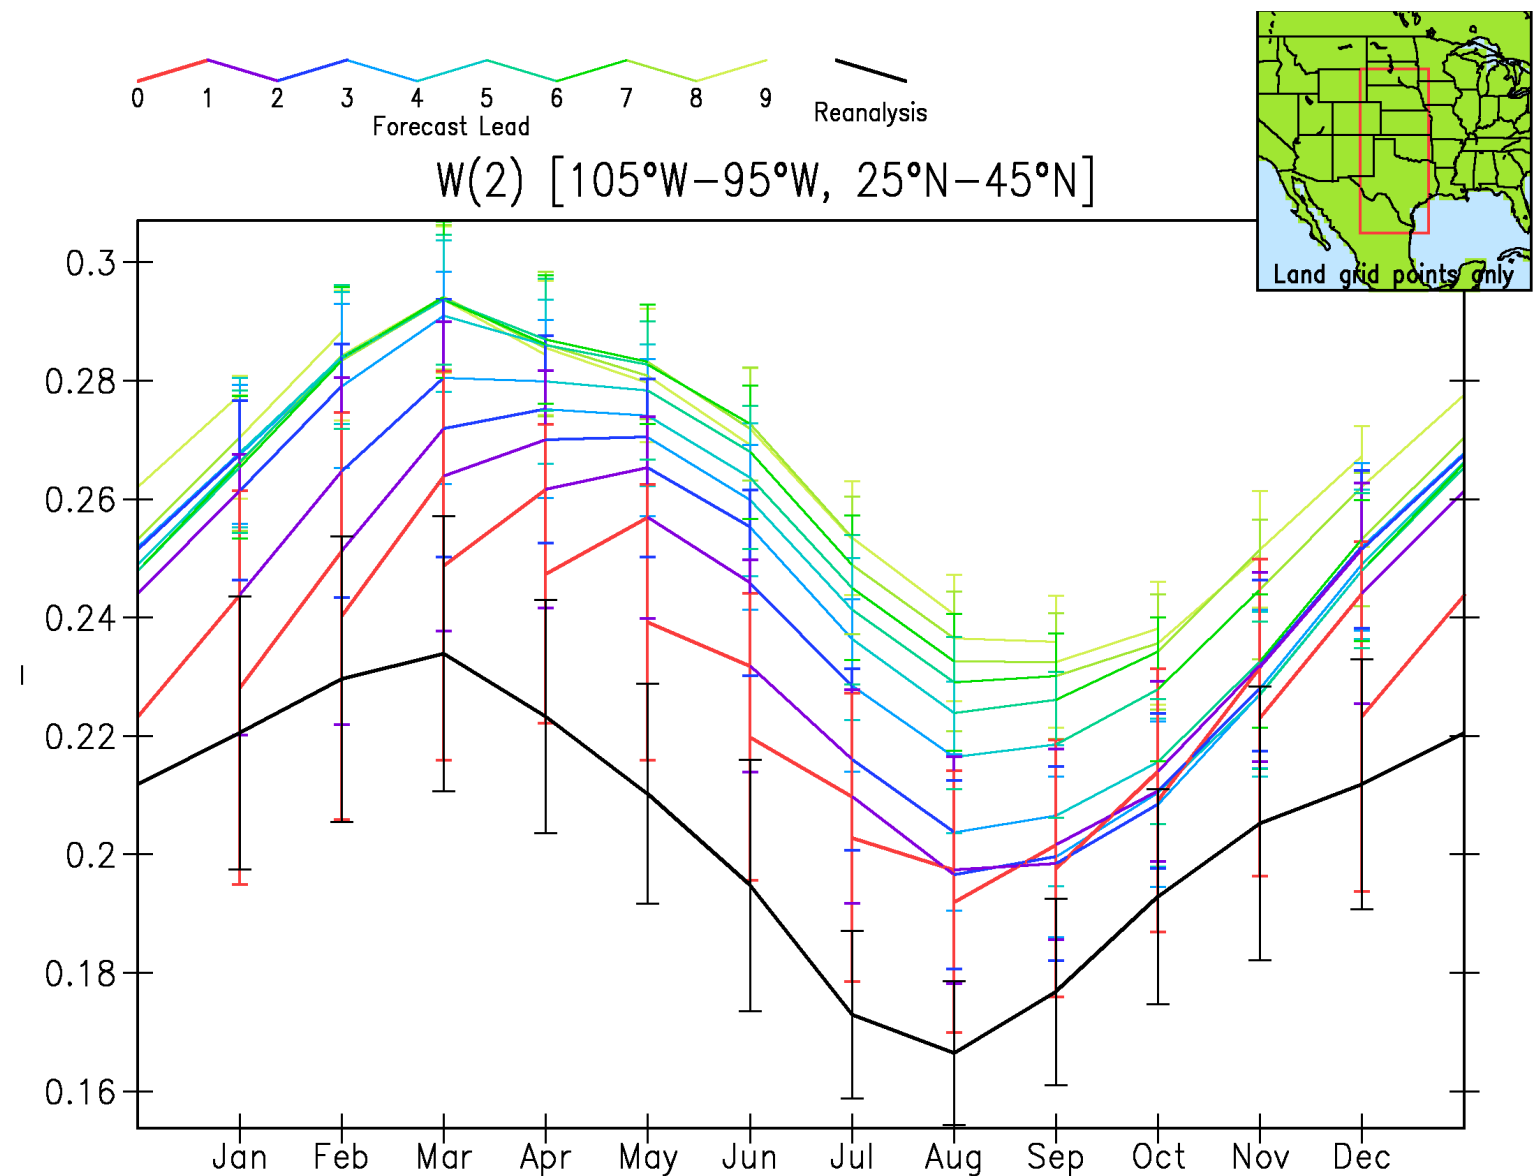 0 1 2 3 4 5 6 7 8 9
Forecast Lead
Reanalysis
W(2) [105°W–95°W, 25°N–45°N]
Land grid points only
0.3
0.28
0.26
0.24
0.22
0.2
0.18
0.16
Jan Feb Mar Apr May Jun Jul Aug Sep Oct Nov Dec